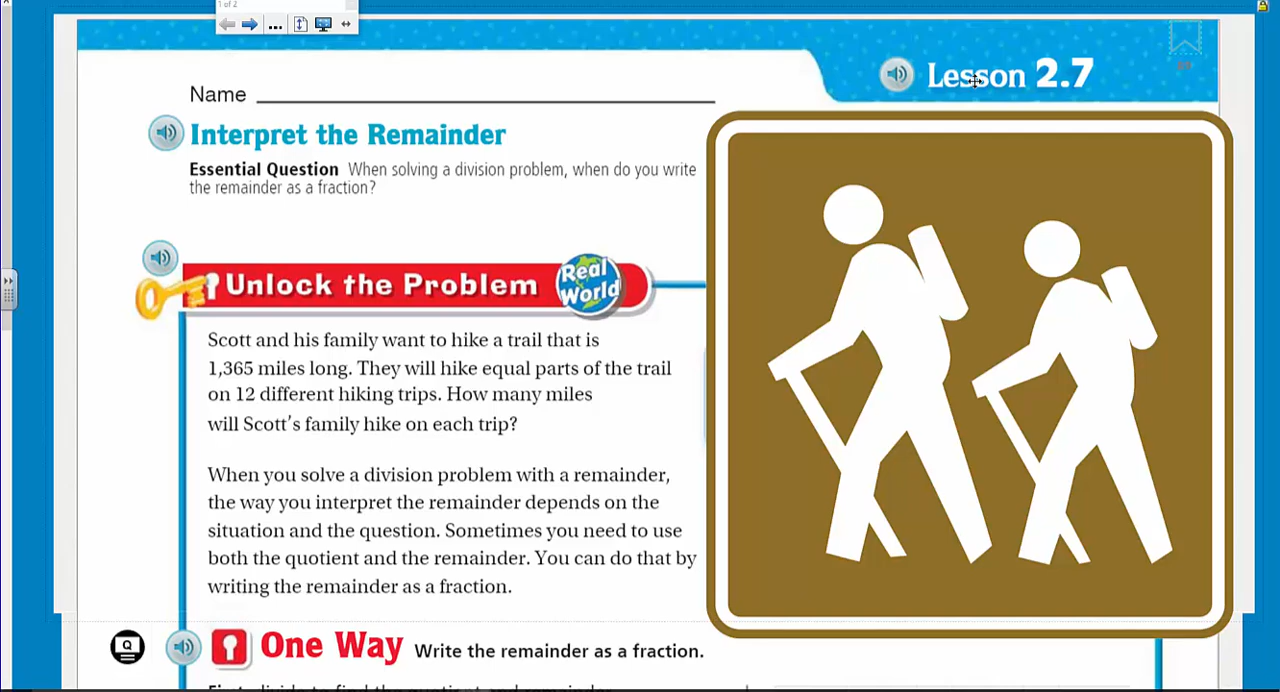 1 of 2
Lesson 2.7
Name
Interpret the Remainder
Essential Question When solving a division problem, when do you write
the remainder as a fraction?
Unlock the Problem
Real
World
Scott and his family want to hike a trail that is
1,365 miles long. They will hike equal parts of the trail
on 12 different hiking trips. How many miles
will Scott's family hike on each trip?
When you solve a division problem with a remainder,
the way you interpret the remainder depends on the
situation and the question. Sometimes you need to use
both the quotient and the remainder. You can do that by
writing the remainder as a fraction.
Q
One Way Write the remainder as a fraction.